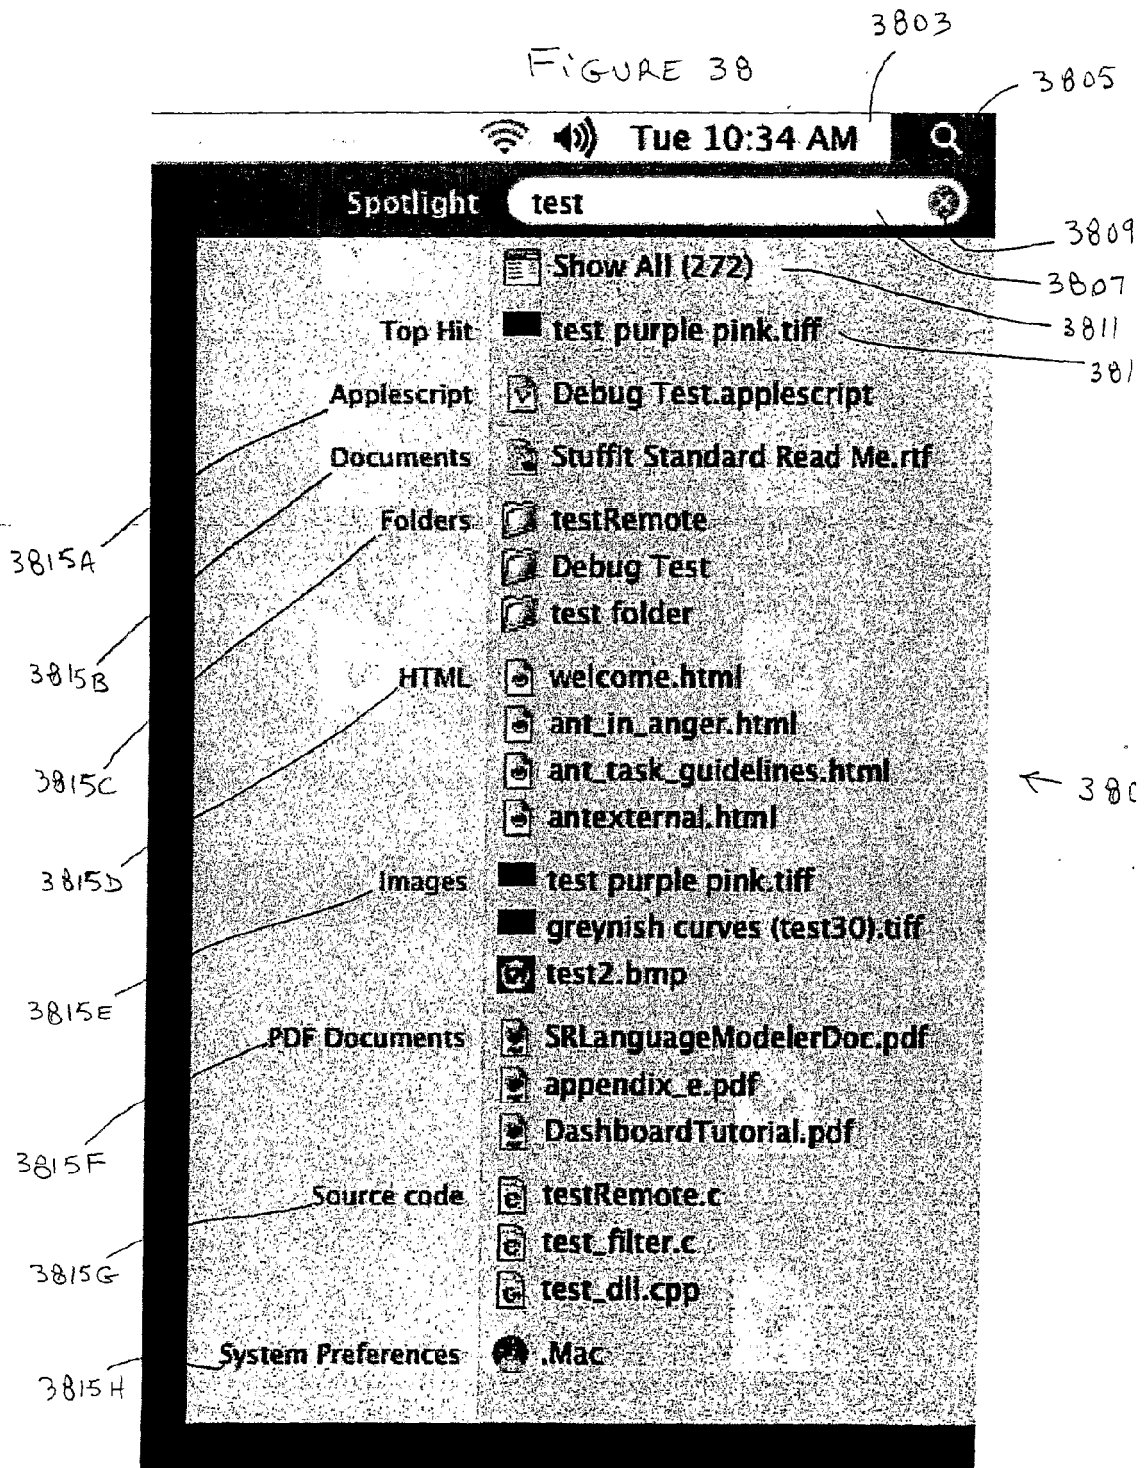 FIGURE 38
3803
3805
Tue 10:34 AM
Spotlight test
3809
3807
3811
381
Show All (272)
Top Hit test purple pink.tiff
Applescript Debug Test.applescript
Documents StuffIt Standard Read Me.rtf
Folders testRemote
Debug Test
test folder
3815A
HTML welcome.html
ant_in_anger.html
ant_task_guidelines.html
antexternal.html
3815B
3815C
380
3815D
Images test purple pink.tiff
greynish curves (test30).tiff
test2.bmp
3815E
PDF Documents SRLanguageModelerDoc.pdf
appendix_e.pdf
DashboardTutorial.pdf
3815F
Source code testRemote.c
test_filter.c
test_dll.cpp
3815G
System Preferences .Mac
3815H